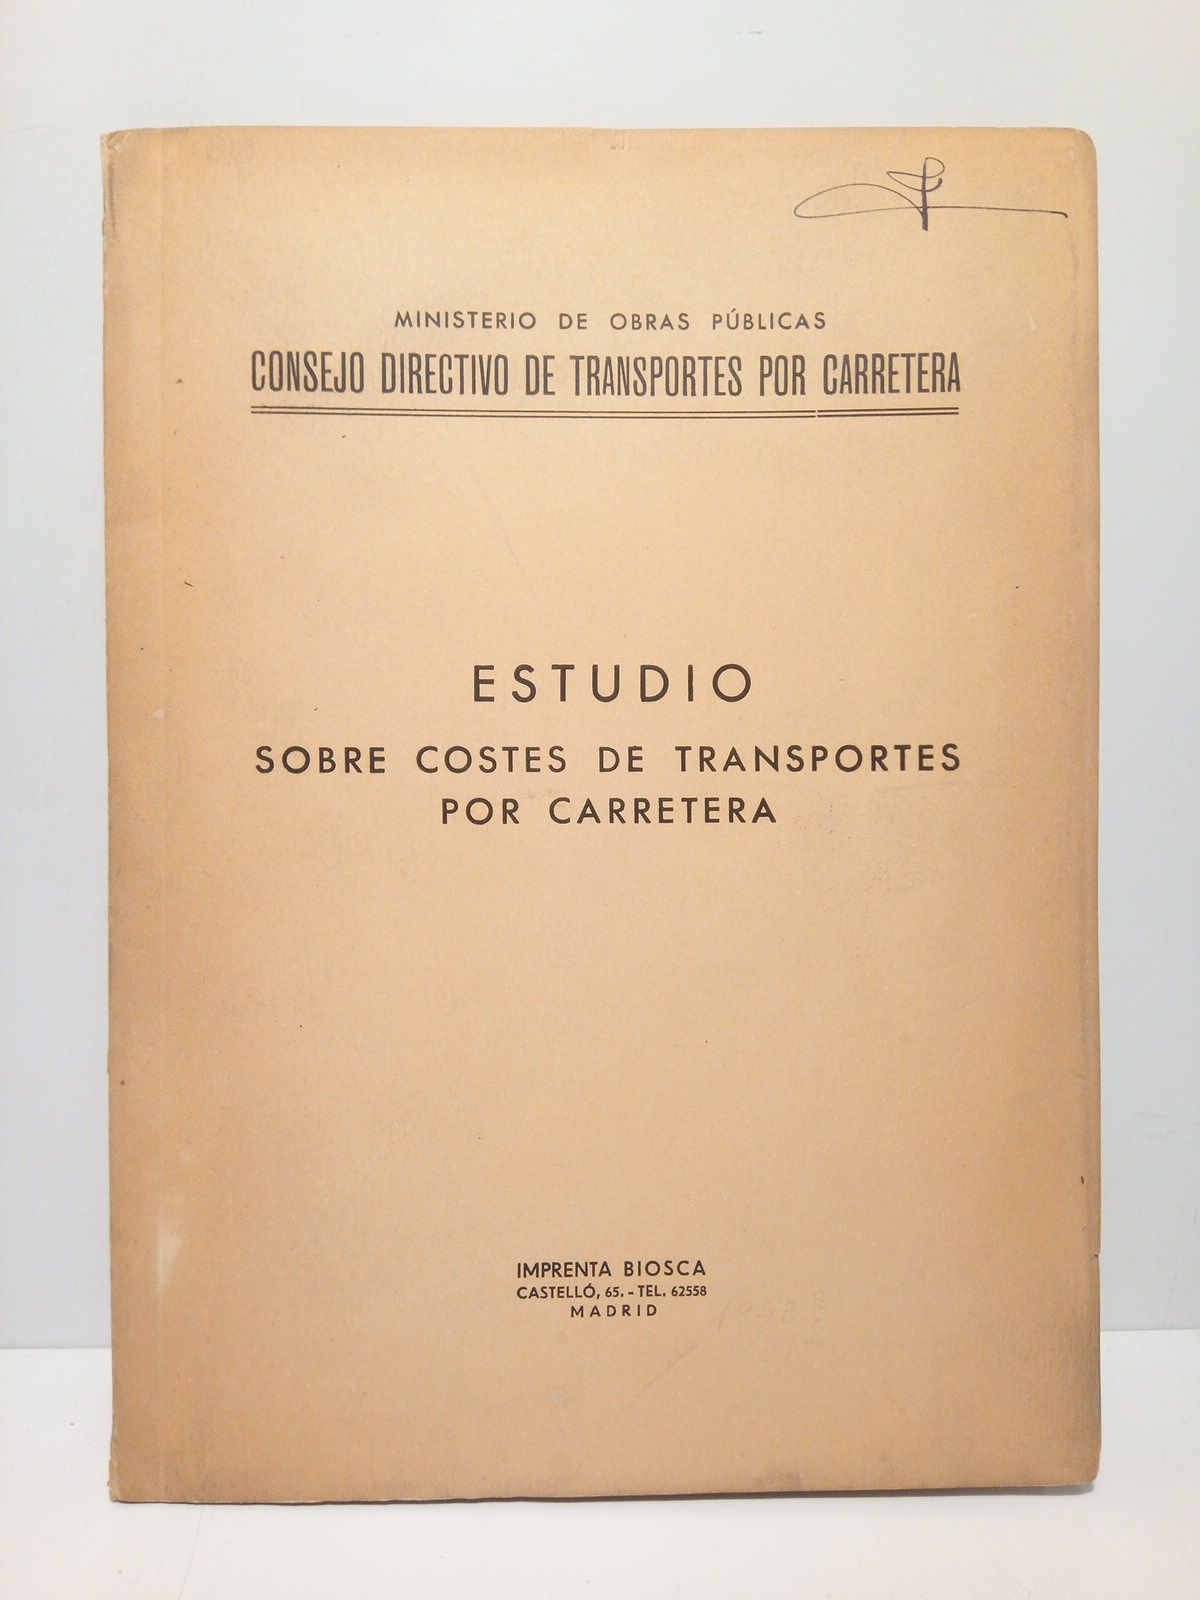 MINISTERIO DE OBRAS PÚBLICAS
CONSEJO DIRECTIVO DE TRANSPORTES POR CARRETERA
ESTUDIO
SOBRE COSTES DE TRANSPORTES
POR CARRETERA
IMPRENTA BIOSCA
CASTELLÓ, 65. - TEL. 62558
MADRID